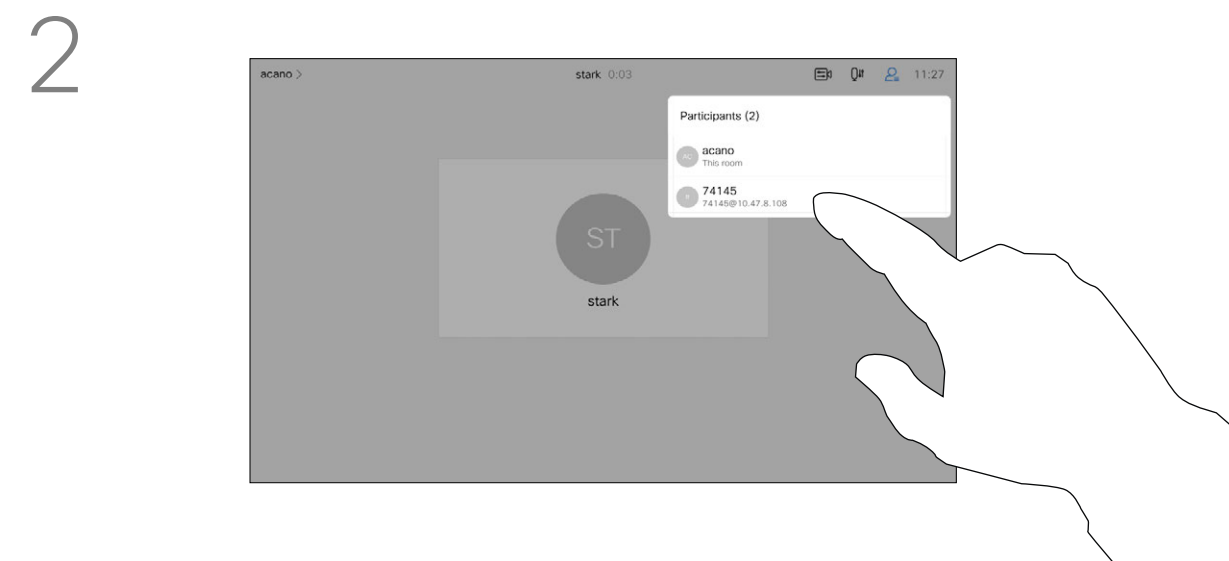 2
acano >
stark 0:03
11:27
Participants (2)
AC
acano
This room
74145
74145@10.47.8.108
ST
stark